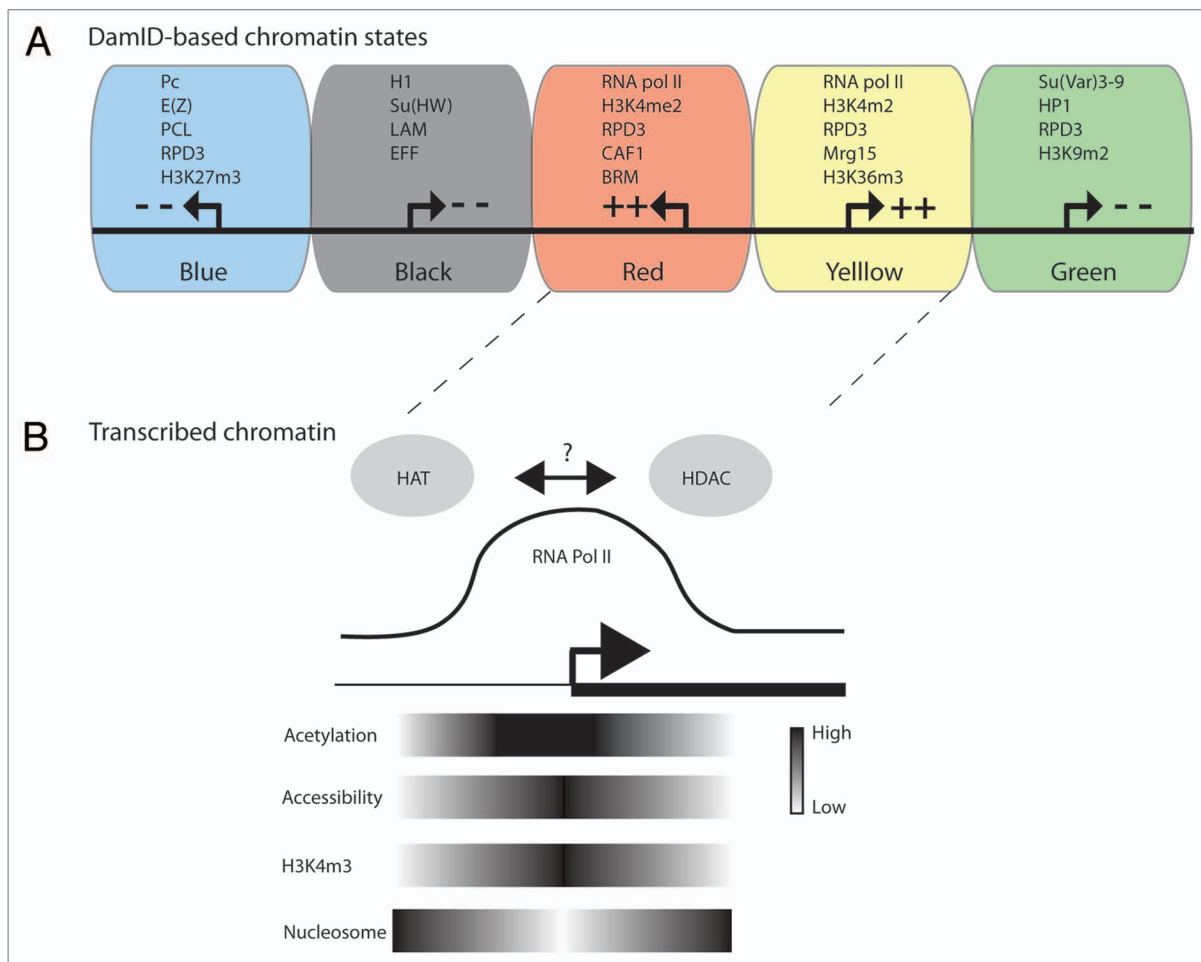 A DamID-based chromatin states
Pc
E(Z)
PCL
RPD3
H3K27m3
- -
Blue
H1
Su(HW)
LAM
EFF
- -
Black
RNA pol II
H3K4me2
RPD3
CAF1
BRM
++
Red
RNA pol II
H3K4m2
RPD3
Mrg15
H3K36m3
++
Yelllow
Su(Var)3-9
HP1
RPD3
H3K9m2
- -
Green
B Transcribed chromatin
HAT
?
HDAC
RNA Pol II
Acetylation
Accessibility
H3K4m3
Nucleosome
High
Low